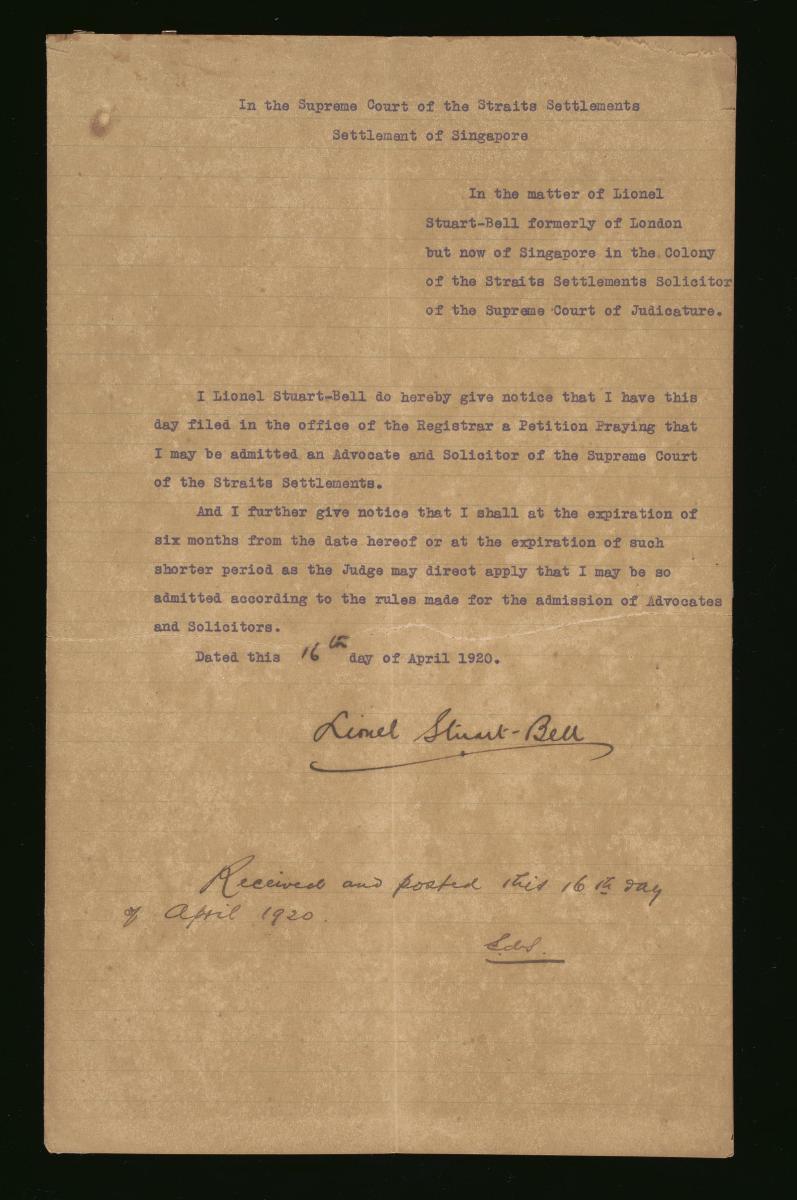 In the Supreme Court of the Straits Settlements
Settlement of Singapore
In the matter of Lionel
Stuart-Bell formerly of London
but now of Singapore in the Colony
of the Straits Settlements Solicitor
of the Supreme Court of Judicature.
I Lionel Stuart-Bell do hereby give notice that I have this
day filed in the office of the Registrar a Petition Praying that
I may be admitted an Advocate and Solicitor of the Supreme Court
of the Straits Settlements.
And I further give notice that I shall at the expiration of
six months from the date hereof or at the expiration of such
shorter period as the Judge may direct apply that I may be so
admitted according to the rules made for the admission of Advocates
and Solicitors.
Dated this 16th day of April 1920.
Lionel Stuart-Bell
Received and posted this 16th day
of April 1920.